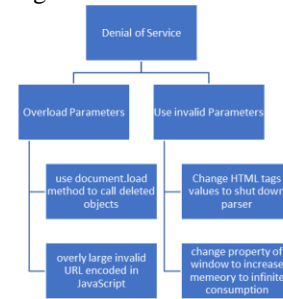 Denial of Service
Overload Parameters
Use invalid Parameters
use document.load
method to call deleted
objects
Change HTML tags
values to shut down
parser
overly large invalid
URL encoded in
JavaScript
change property of
window to increase
memeory to infinite
consumption